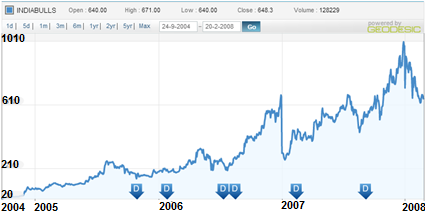 INDIABULLS Open : 640.00 High : 671.00 Low : 640.00 Close : 648.3 Volume : 128229
1d 5d 1m 3m 6m 1yr 2yr 5yr Max 24-9-2004 - 20-2-2008 Go
powered by
GEODESIC
1010
610
210
20
D D D D D D
2004 2005 2006 2007 2008